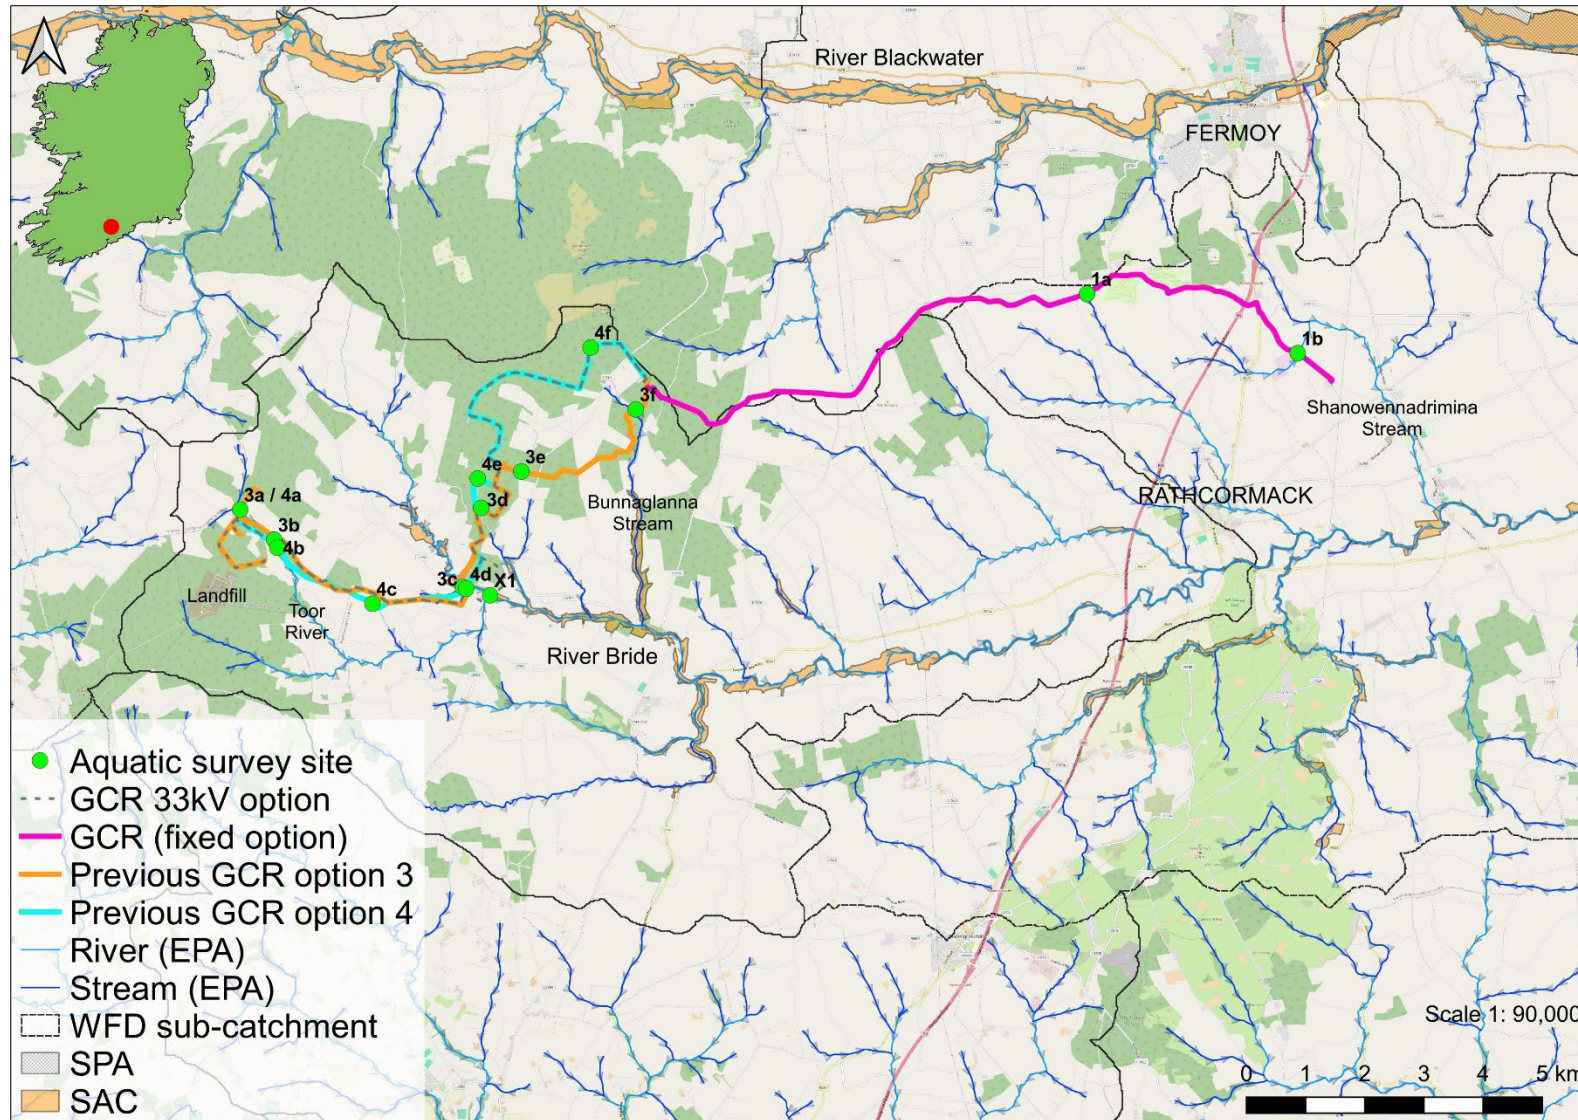 River Blackwater
FERMOY
1a
1b
4f
3f
Shanowennadrimina
Stream
4e
3e
3d
Bunnaglanna
Stream
RATHCORMACK
3a / 4a
3b
4b
4c
3c
4d
X1
Landfill
Toor
River
River Bride
Aquatic survey site
GCR 33kV option
GCR (fixed option)
Previous GCR option 3
Previous GCR option 4
River (EPA)
Stream (EPA)
WFD sub-catchment
SPA
SAC
Scale 1: 90,000
0 1 2 3 4 5 km